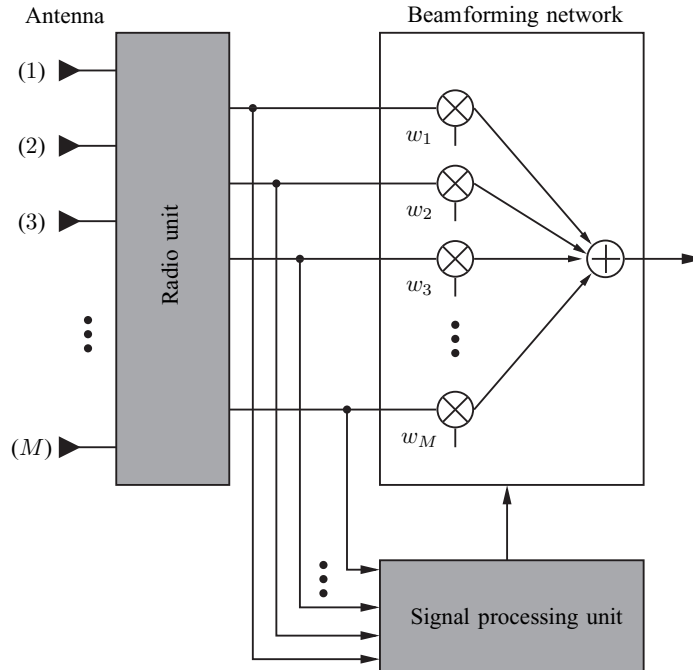 Antenna
Beamforming network
(1)
(2)
(3)
(M)
Radio unit
w1
w2
w3
wM
Signal processing unit